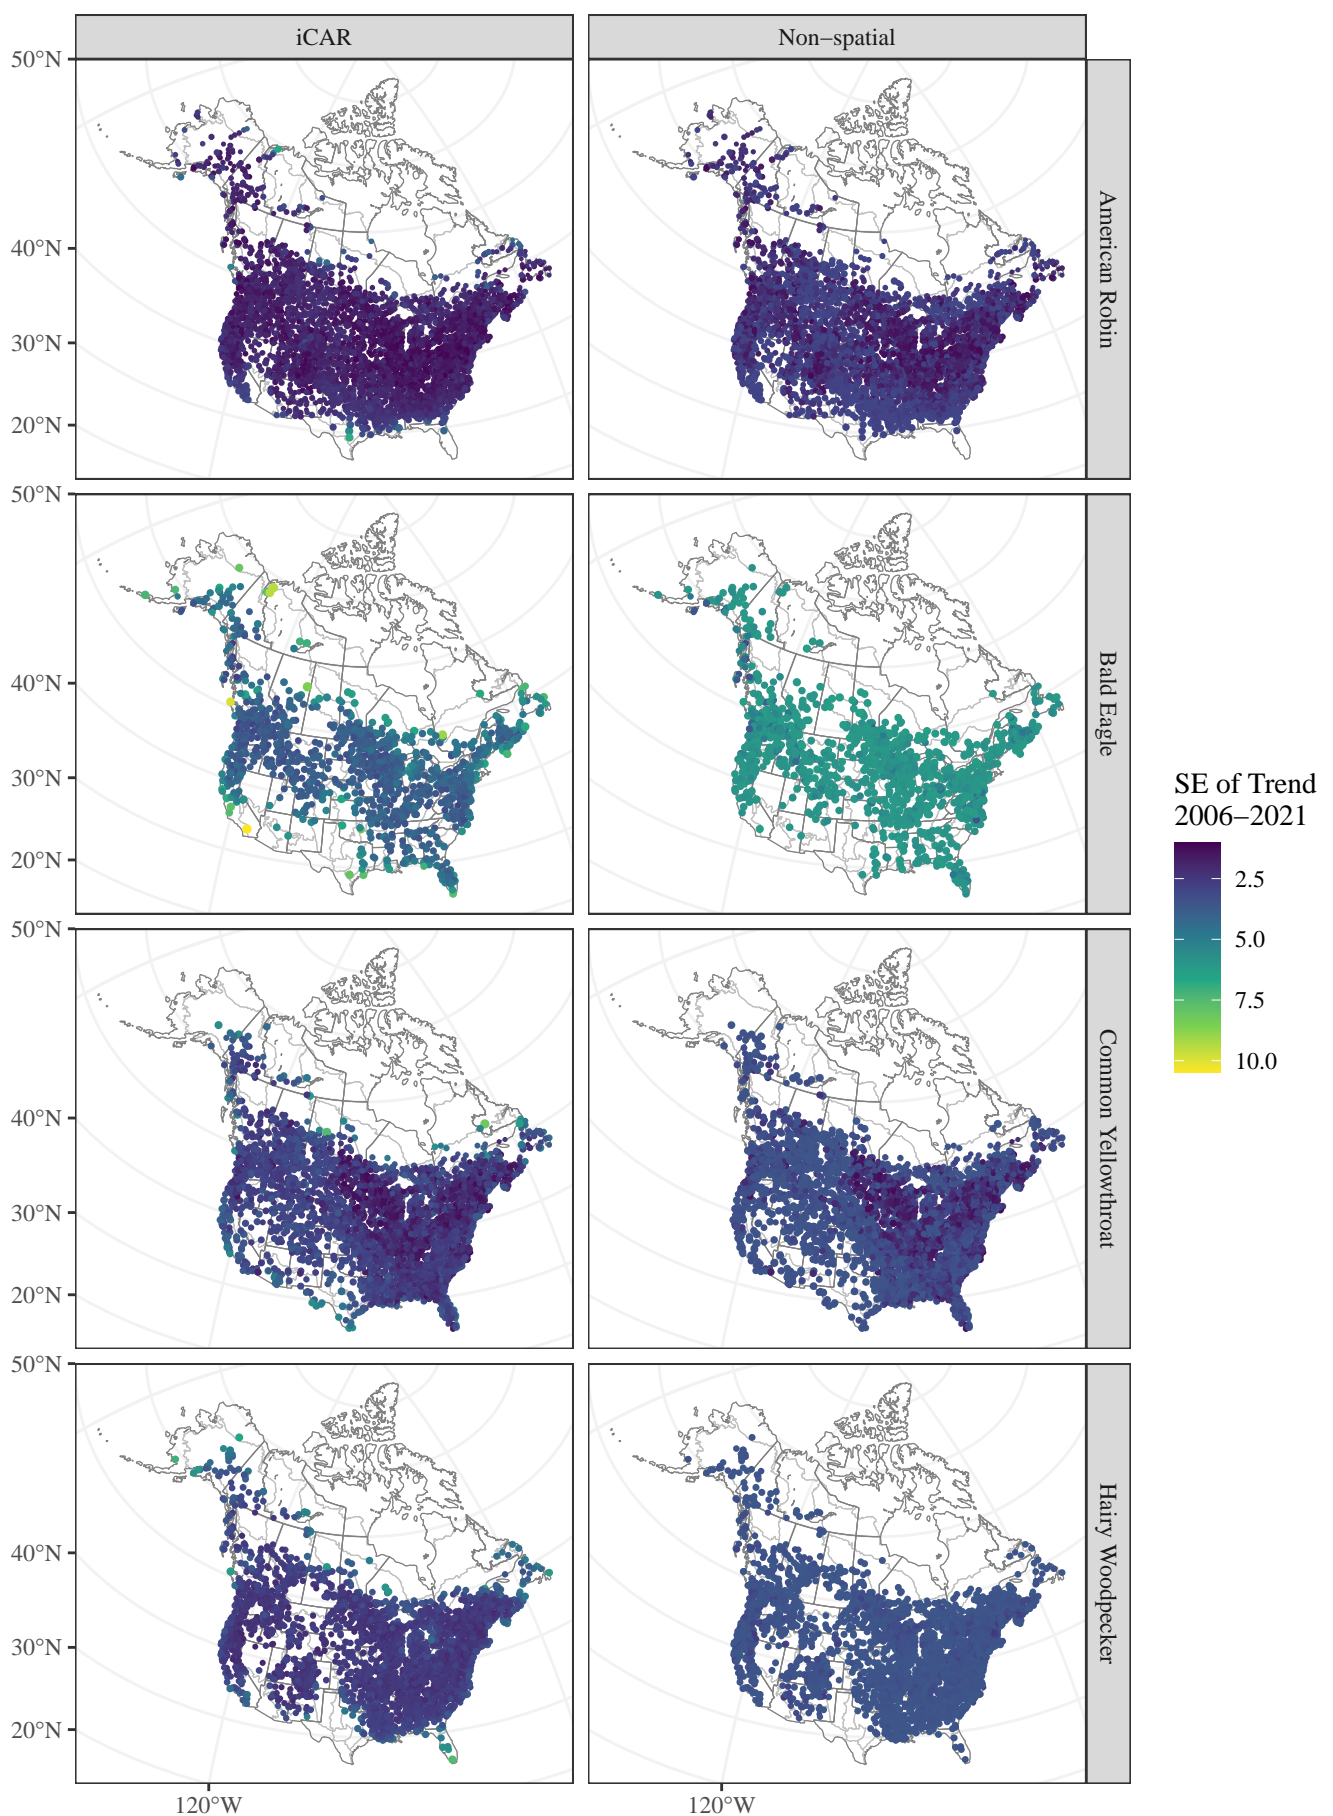 iCAR
Non−spatial
50°N
40°N
30°N
20°N
American Robin
50°N
40°N
30°N
20°N
Bald Eagle
SE of Trend
2006−2021
2.5
5.0
7.5
10.0
50°N
40°N
30°N
20°N
Common Yellowthroat
50°N
40°N
30°N
20°N
Hairy Woodpecker
120°W
120°W